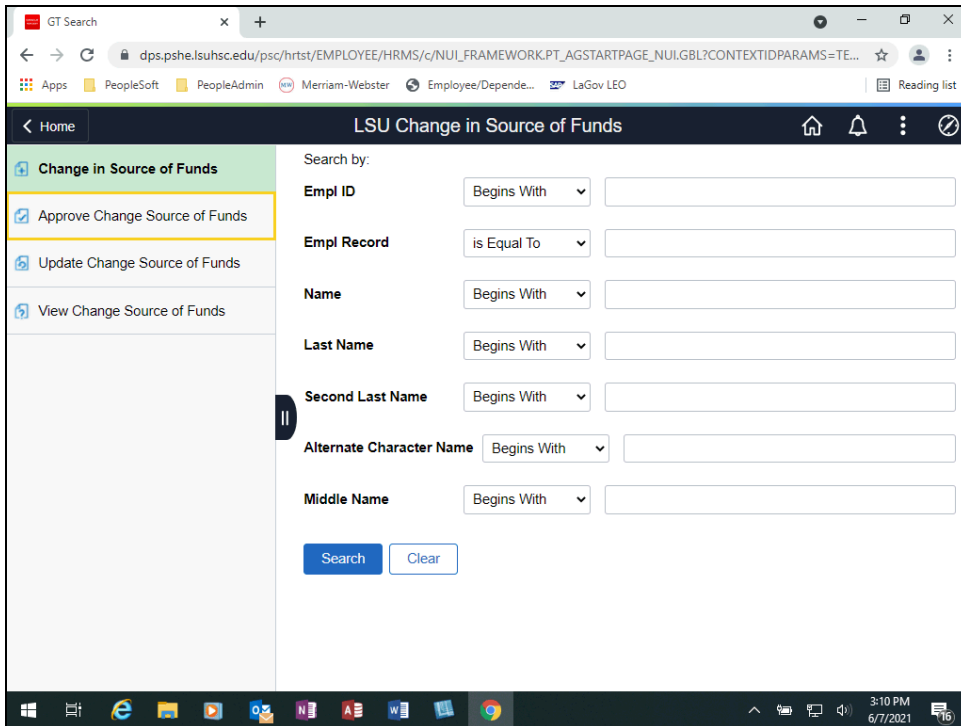 GT Search
dps.pshe.lsuhsc.edu/psc/hrtst/EMPLOYEE/HRMS/c/NUI_FRAMEWORK.PT_AGSTARTPAGE_NUI.GBL?CONTEXTIDPARAMS=TE...
Apps PeopleSoft PeopleAdmin MW Merriam-Webster Employee/Depende... SAP LaGov LEO Reading list
Home LSU Change in Source of Funds
Change in Source of Funds
Approve Change Source of Funds
Update Change Source of Funds
View Change Source of Funds
Search by:
Empl ID Begins With
Empl Record is Equal To
Name Begins With
Last Name Begins With
Second Last Name Begins With
Alternate Character Name Begins With
Middle Name Begins With
Search Clear
3:10 PM
6/7/2021
16